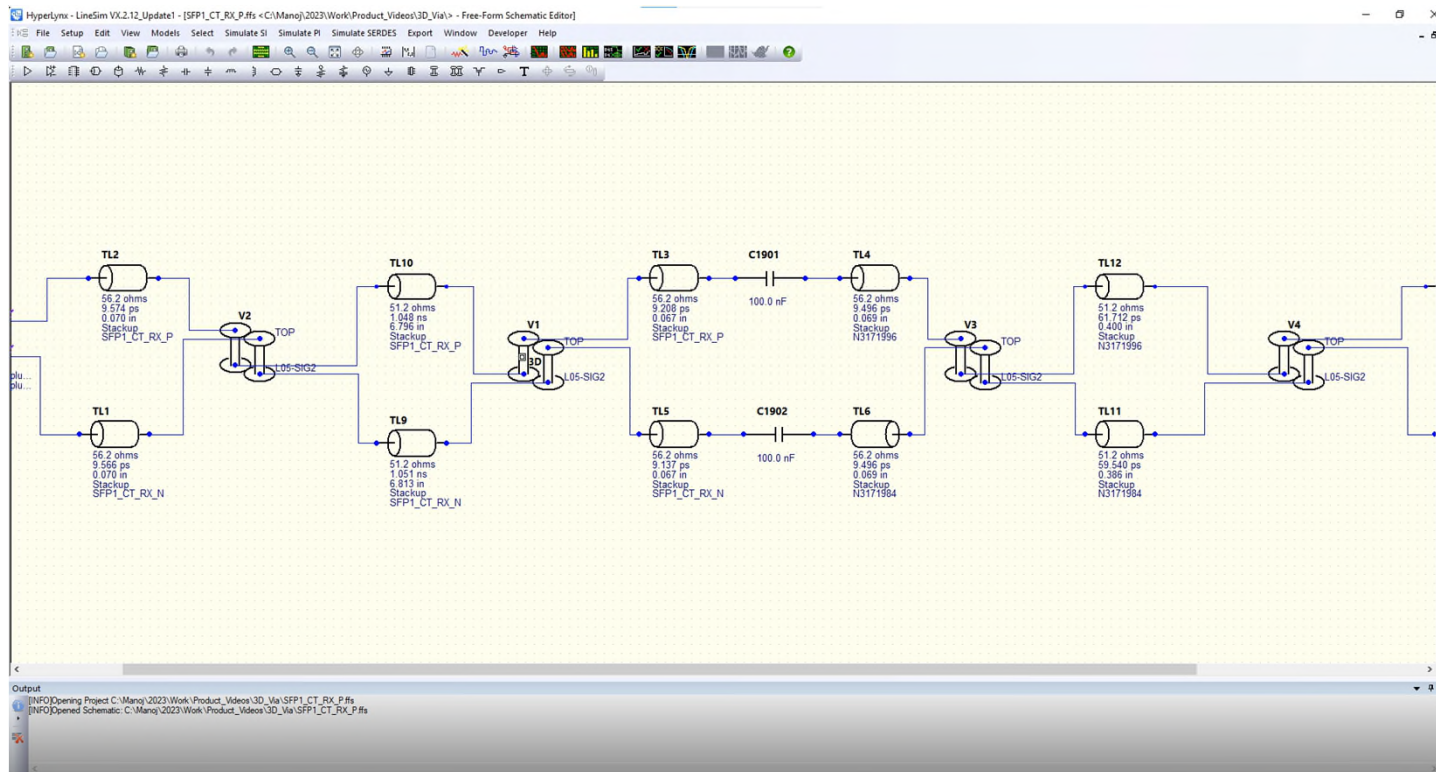 HyperLynx - LineSim VX.2.12_Update1 - [SFP1_CT_RX_P.ffs <C:\Manoj\2023\Work\Product_Videos\3D_Via\> - Free-Form Schematic Editor]
File Setup Edit View Models Select Simulate SI Simulate PI Simulate SERDES Export Window Developer Help
T
TL2
56.2 ohms
9.574 ps
0.070 in
Stackup
SFP1_CT_RX_P
V2
TOP
L05-SIG2
TL1
56.2 ohms
9.566 ps
0.070 in
Stackup
SFP1_CT_RX_N
plu...
plu...
TL10
51.2 ohms
1.048 ns
6.796 in
Stackup
SFP1_CT_RX_P
TL9
51.2 ohms
1.051 ns
6.813 in
Stackup
SFP1_CT_RX_N
V1
TOP
3D
L05-SIG2
TL3
56.2 ohms
9.208 ps
0.067 in
Stackup
SFP1_CT_RX_P
C1901
100.0 nF
TL4
56.2 ohms
9.496 ps
0.069 in
Stackup
N3171996
TL5
56.2 ohms
9.137 ps
0.067 in
Stackup
SFP1_CT_RX_N
C1902
100.0 nF
TL6
56.2 ohms
9.496 ps
0.069 in
Stackup
N3171984
V3
TOP
L05-SIG2
TL12
51.2 ohms
61.712 ps
0.400 in
Stackup
N3171996
TL11
51.2 ohms
59.540 ps
0.386 in
Stackup
N3171984
V4
TOP
L05-SIG2
Output
[INFO]Opening Project C:\Manoj\2023\Work\Product_Videos\3D_Via\SFP1_CT_RX_P.ffs
[INFO]Opened Schematic: C:\Manoj\2023\Work\Product_Videos\3D_Via\SFP1_CT_RX_P.ffs